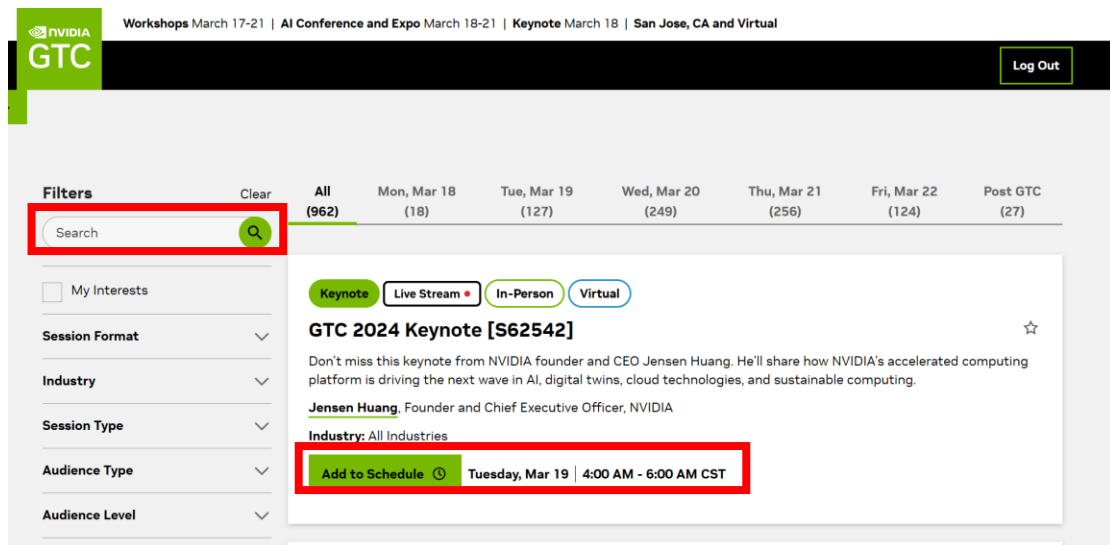 Workshops March 17-21 | AI Conference and Expo March 18-21 | Keynote March 18 | San Jose, CA and Virtual
NVIDIA
GTC
Log Out
Filters
Clear
Search
My Interests
Session Format
Industry
Session Type
Audience Type
Audience Level
All
(962)
Mon, Mar 18
(18)
Tue, Mar 19
(127)
Wed, Mar 20
(249)
Thu, Mar 21
(256)
Fri, Mar 22
(124)
Post GTC
(27)
Keynote
Live Stream
In-Person
Virtual
GTC 2024 Keynote [S62542]
Don't miss this keynote from NVIDIA founder and CEO Jensen Huang. He'll share how NVIDIA's accelerated computing
platform is driving the next wave in AI, digital twins, cloud technologies, and sustainable computing.
Jensen Huang, Founder and Chief Executive Officer, NVIDIA
Industry: All Industries
Add to Schedule
Tuesday, Mar 19 | 4:00 AM - 6:00 AM CST